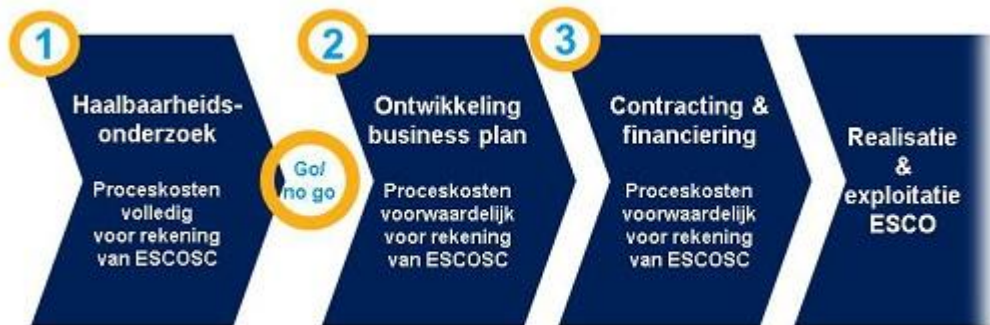 1
Haalbaarheids-
onderzoek
Proceskosten
volledig
voor rekening
van ESCOSC
Go/
no go
2
Ontwikkeling
business plan
Proceskosten
voorwaardelijk
voor rekening
van ESCOSC
3
Contracting &
financiering
Proceskosten
voorwaardelijk
voor rekening
van ESCOSC
Realisatie
&
exploitatie
ESCO